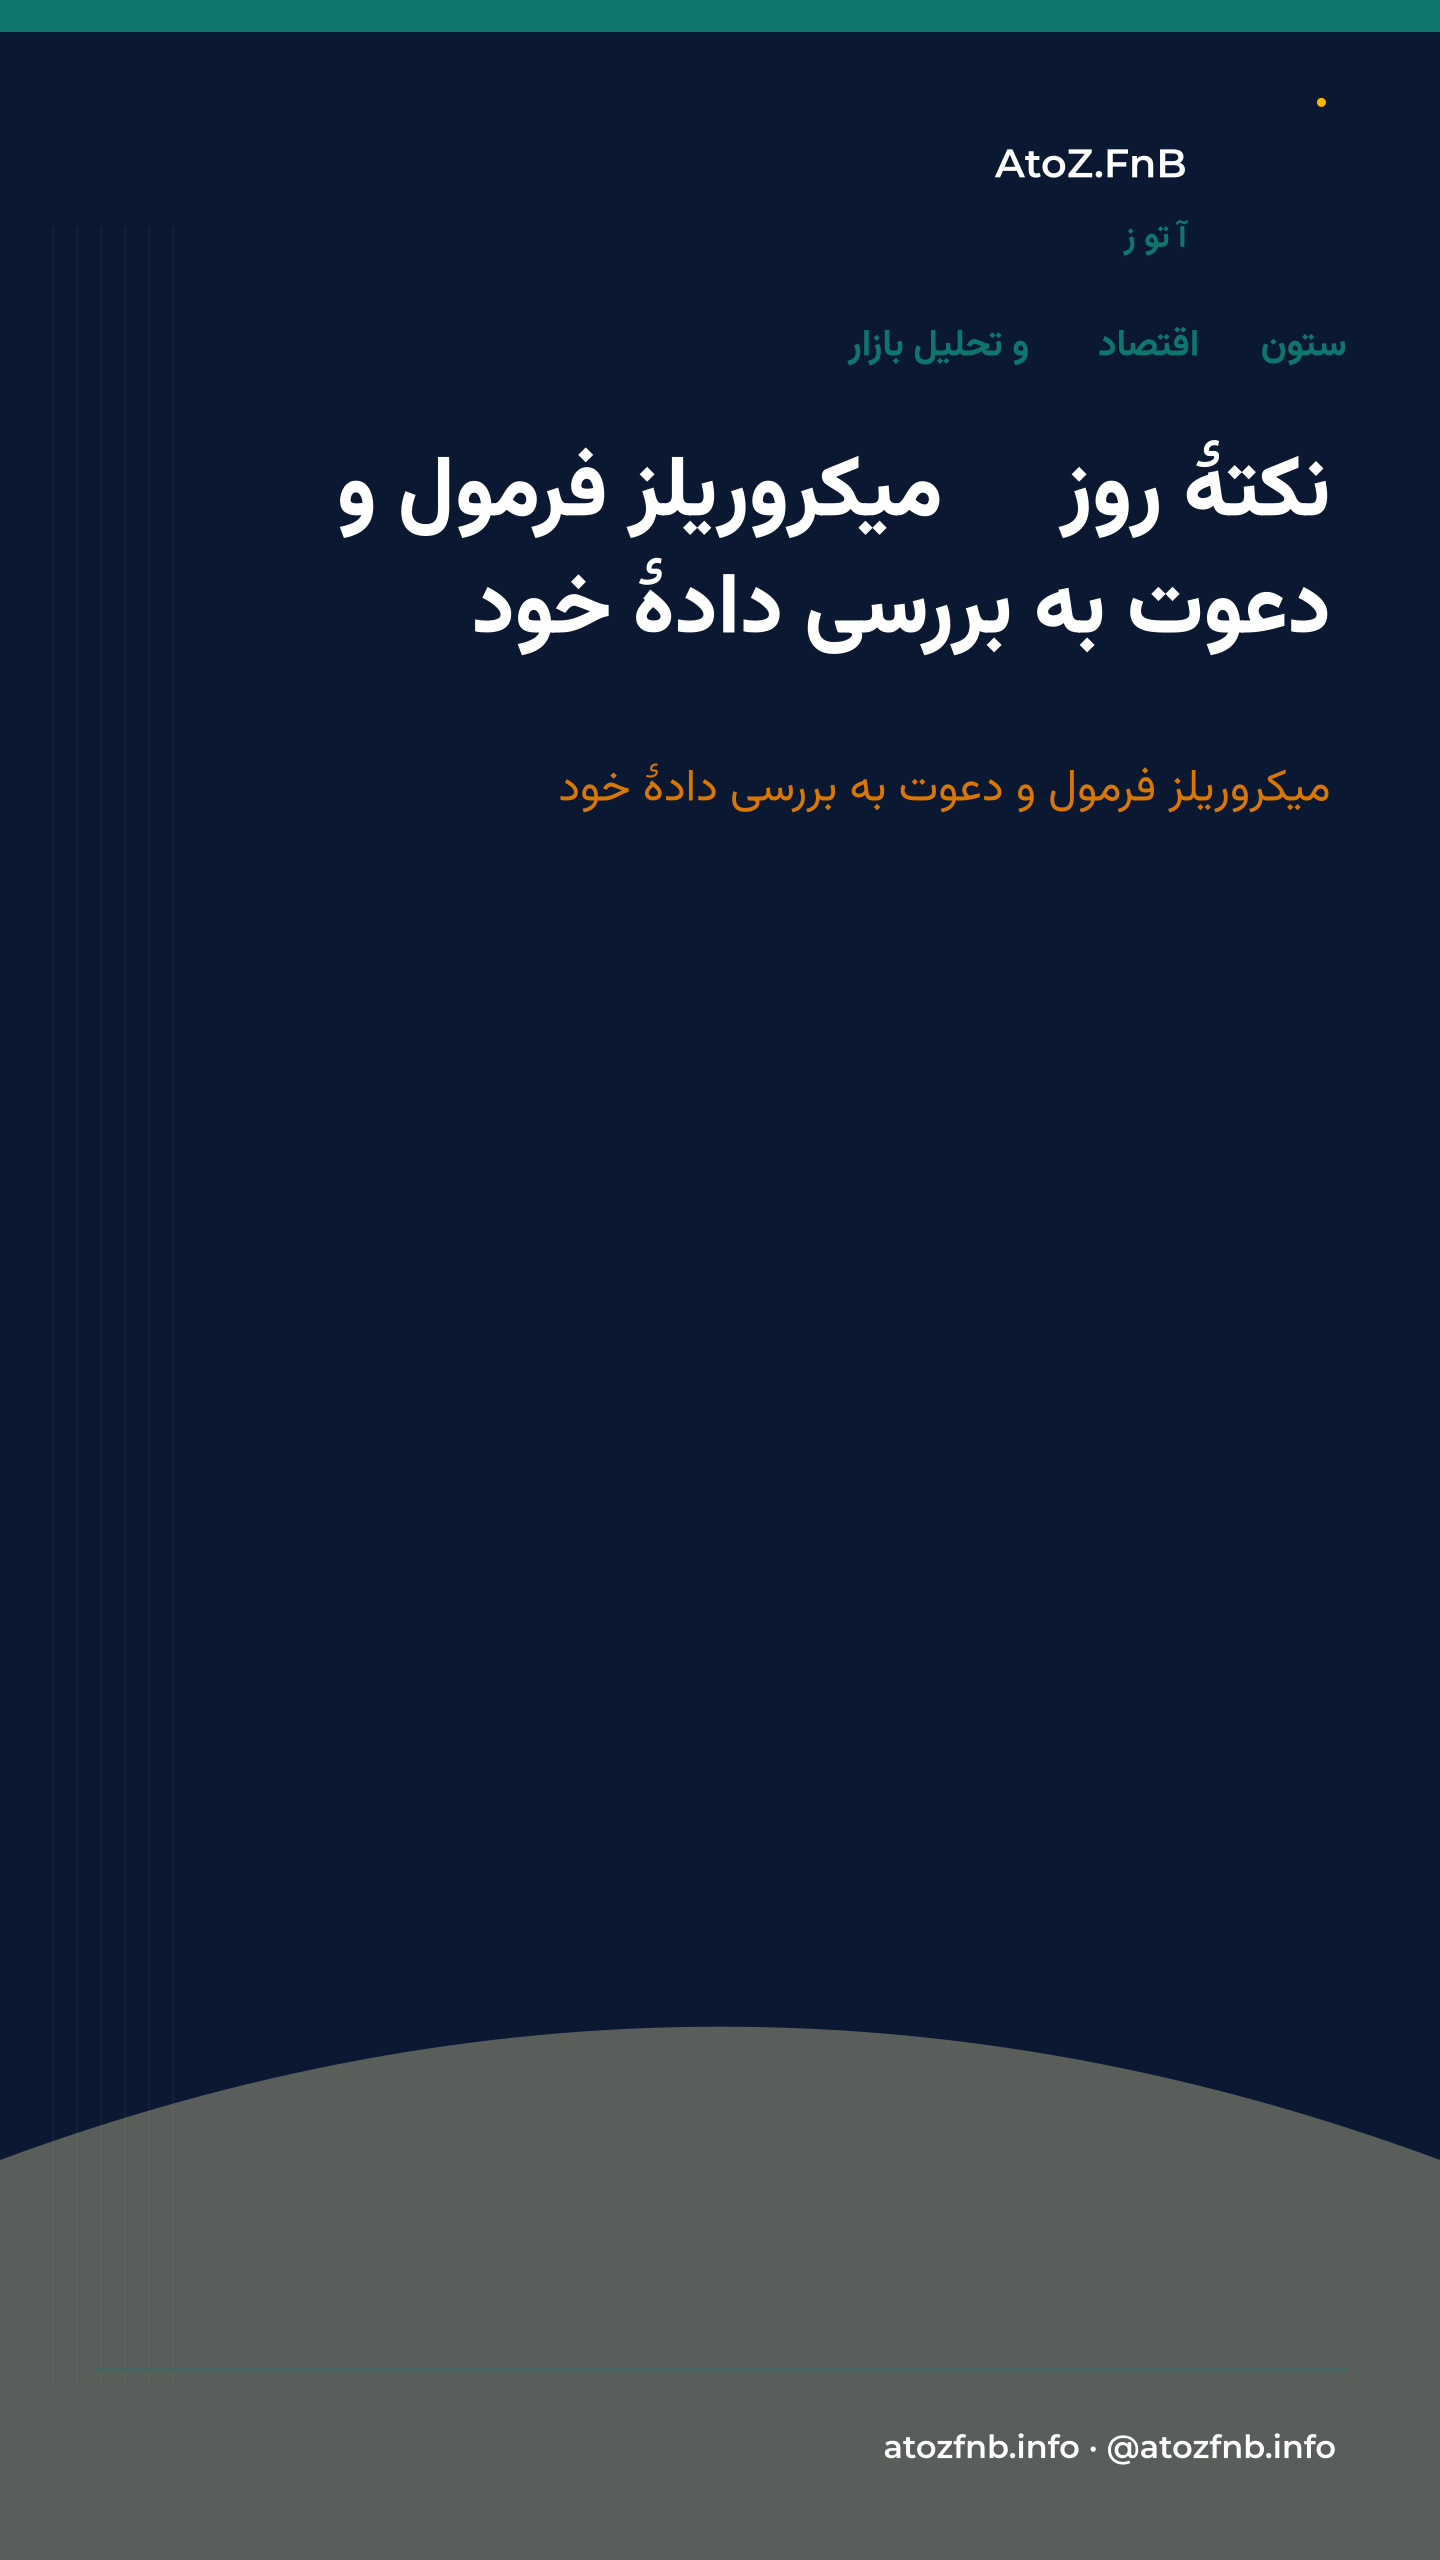 AtoZ.FnB
آ تو ز
ستون اقتصاد و تحلیل بازار
نکتهٔ روز میکروریلز فرمول و
دعوت به بررسی دادهٔ خود
میکروریلز فرمول و دعوت به بررسی دادهٔ خود
atozfnb.info · @atozfnb.info